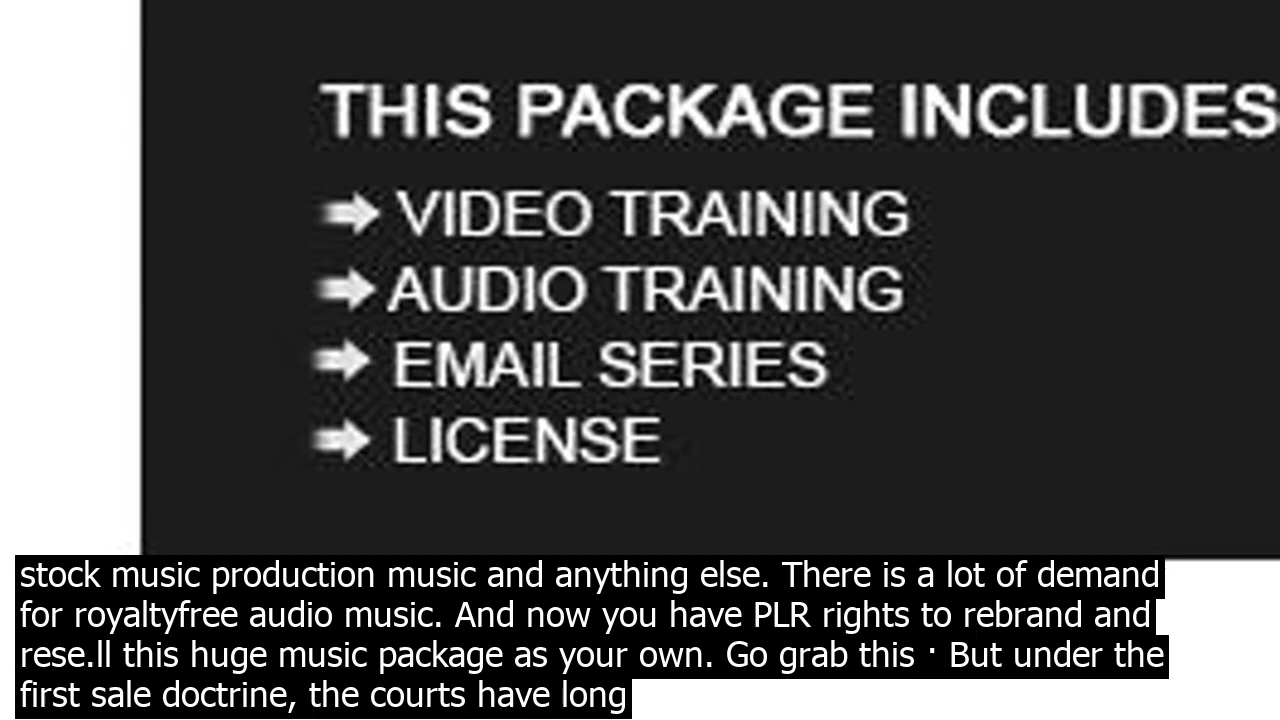 THIS PACKAGE INCLUDES
VIDEO TRAINING
AUDIO TRAINING
EMAIL SERIES
LICENSE
stock music production music and anything else. There is a lot of demand
for royaltyfree audio music. And now you have PLR rights to rebrand and
rese.ll this huge music package as your own. Go grab this · But under the
first sale doctrine, the courts have long